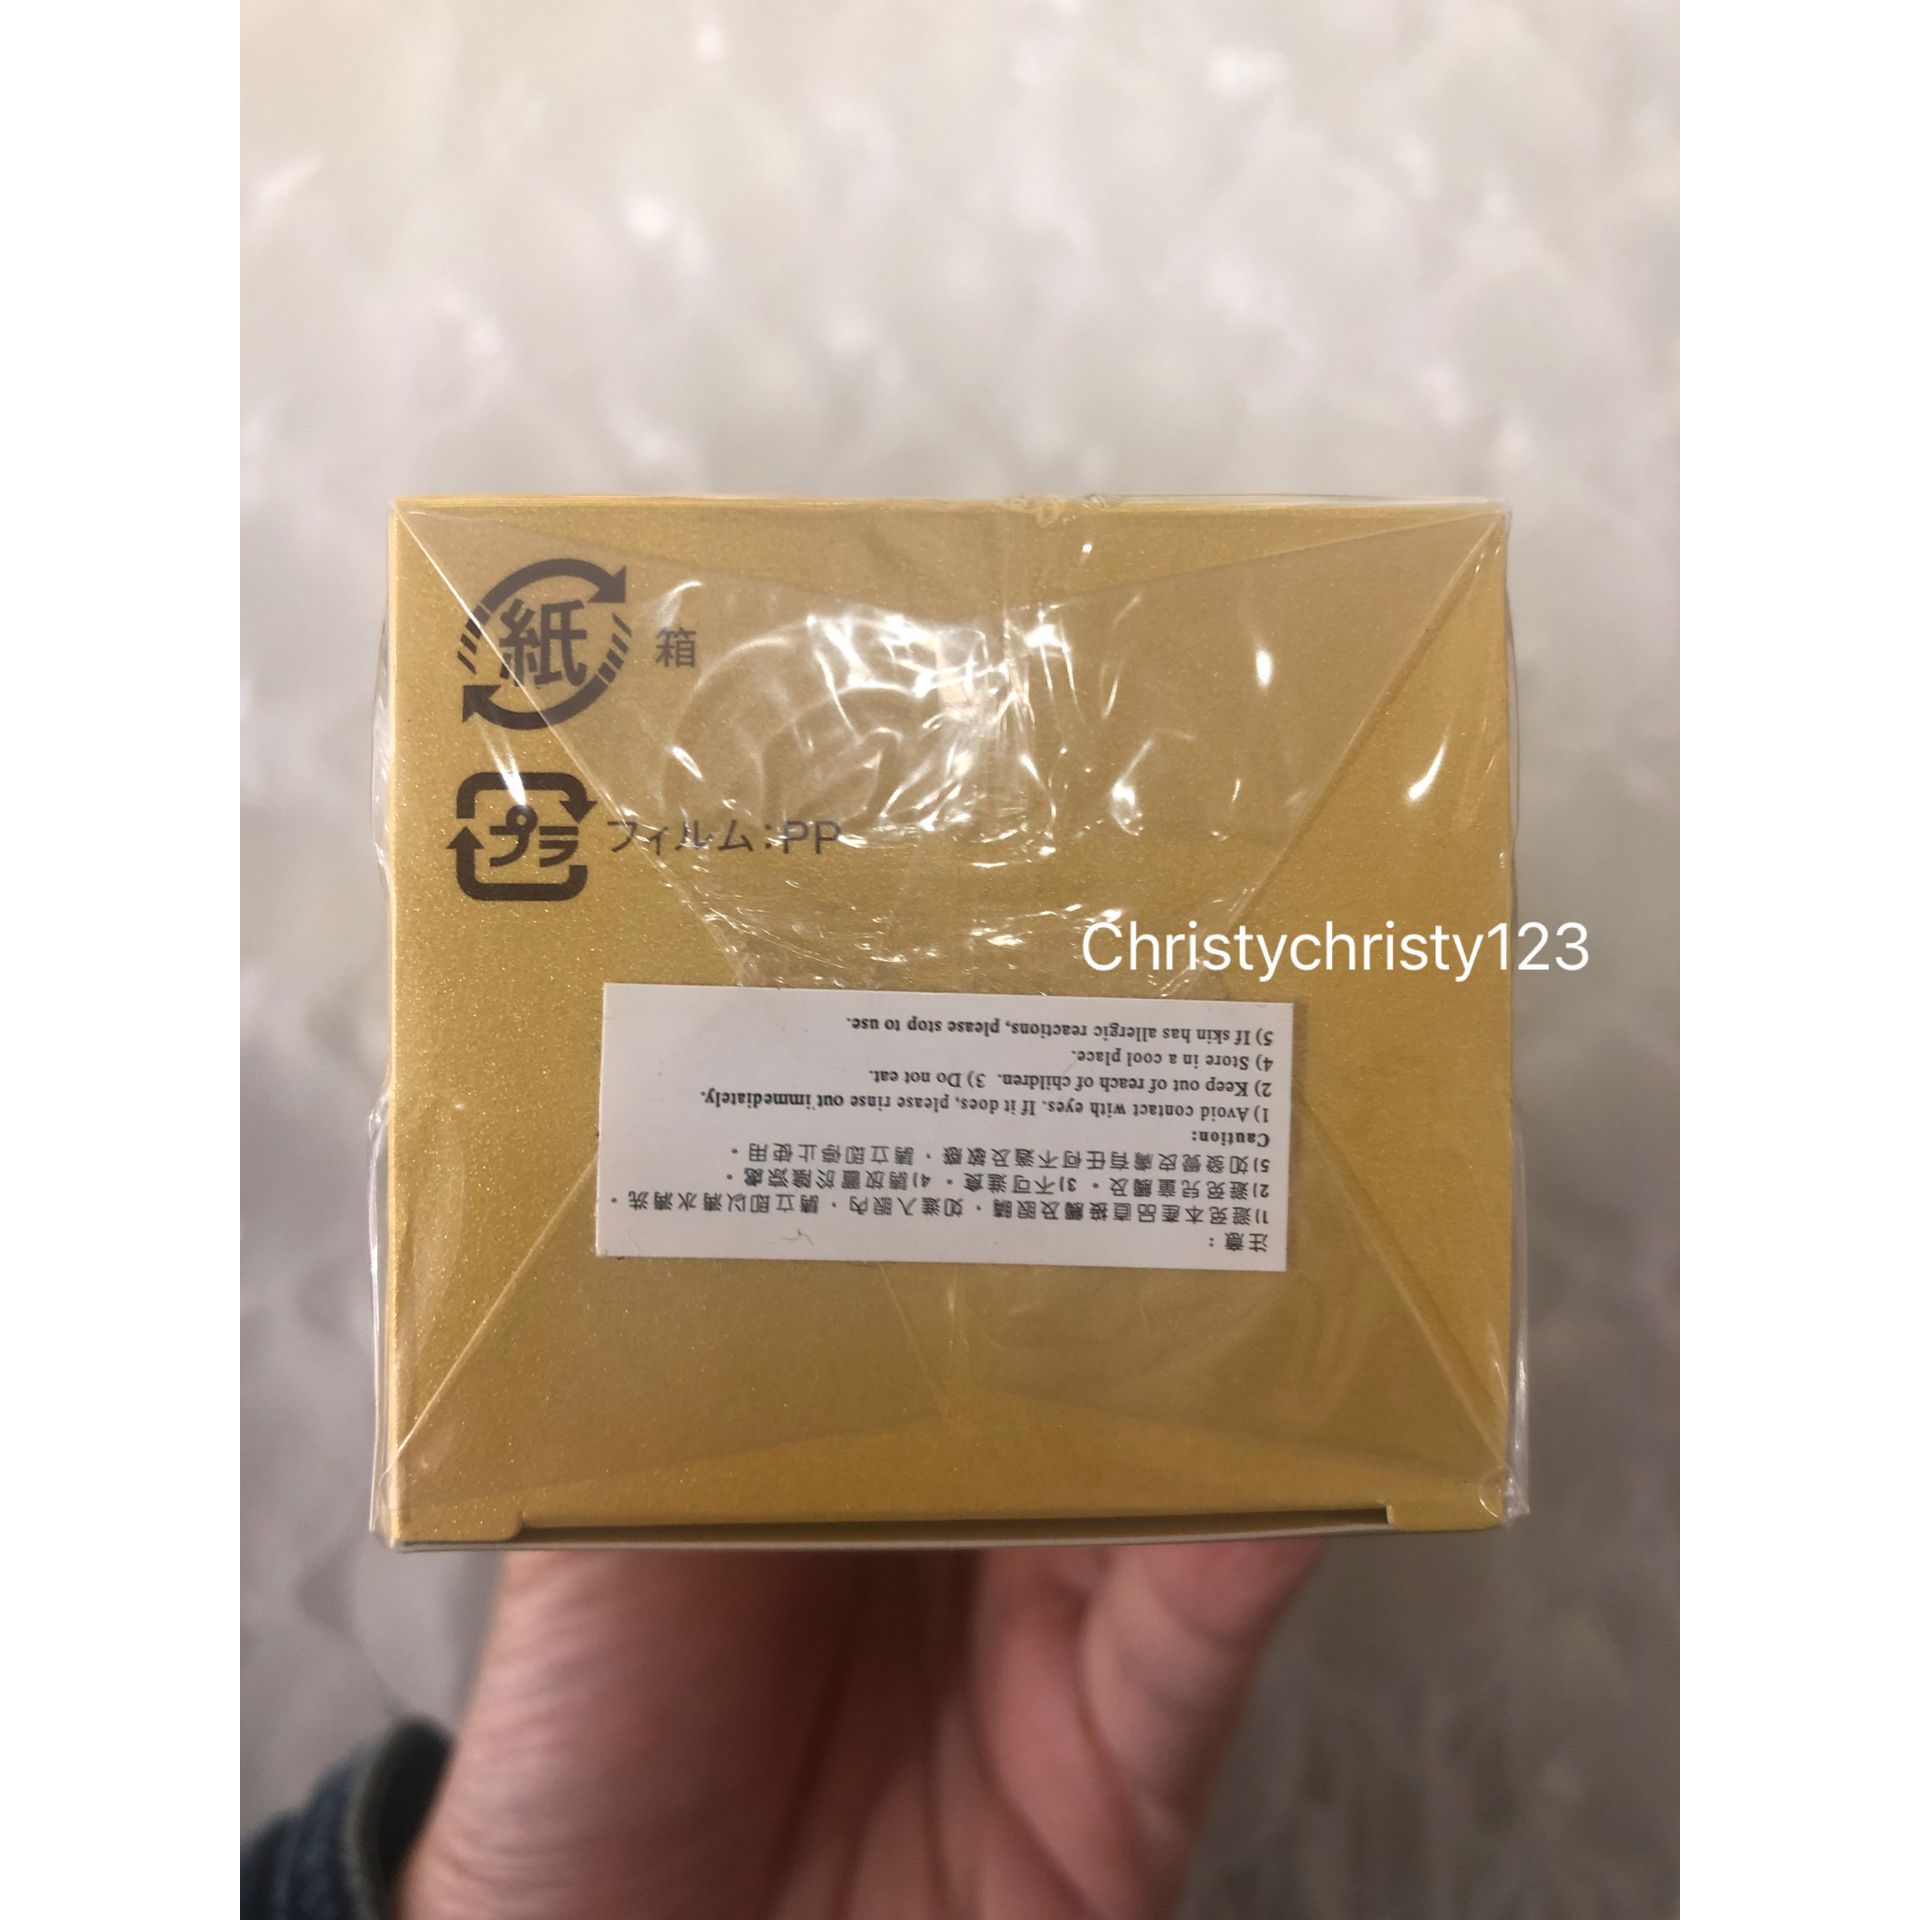 紙 箱
プラ フィルム:PP
Christychristy123
注意：
1)避免本產品直接觸及眼睛，如進入眼內，請立即以清水清洗。
2)避免兒童觸及。 3)不可進食。 4)請放置於陰涼處。
5)如發覺皮膚有任何不適及敏感，請立即停止使用。
Caution:
1) Avoid contact with eyes. If it does, please rinse out immediately.
2) Keep out of reach of children. 3) Do not eat.
4) Store in a cool place.
5) If skin has allergic reactions, please stop to use.